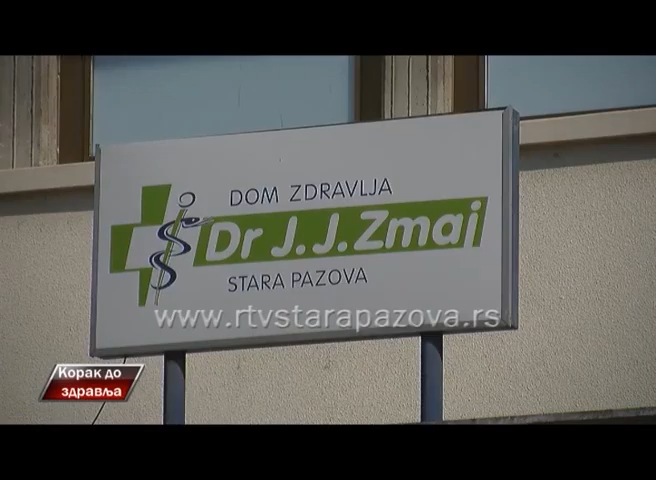 DOM ZDRAVLJA
Dr J. J. Zmaj
STARA PAZOVA
www.rtvstarapazova.rs
Корак до
здравља